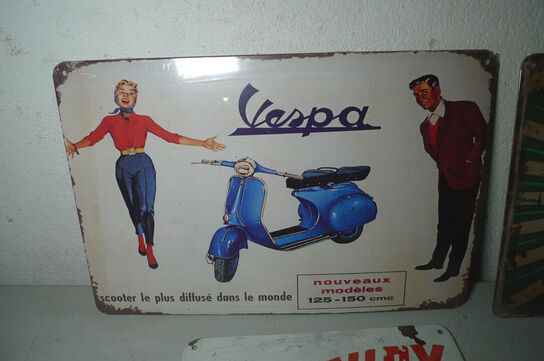 Vespa
scooter le plus diffusé dans le monde
nouveaux
modèles
125-150 cmc